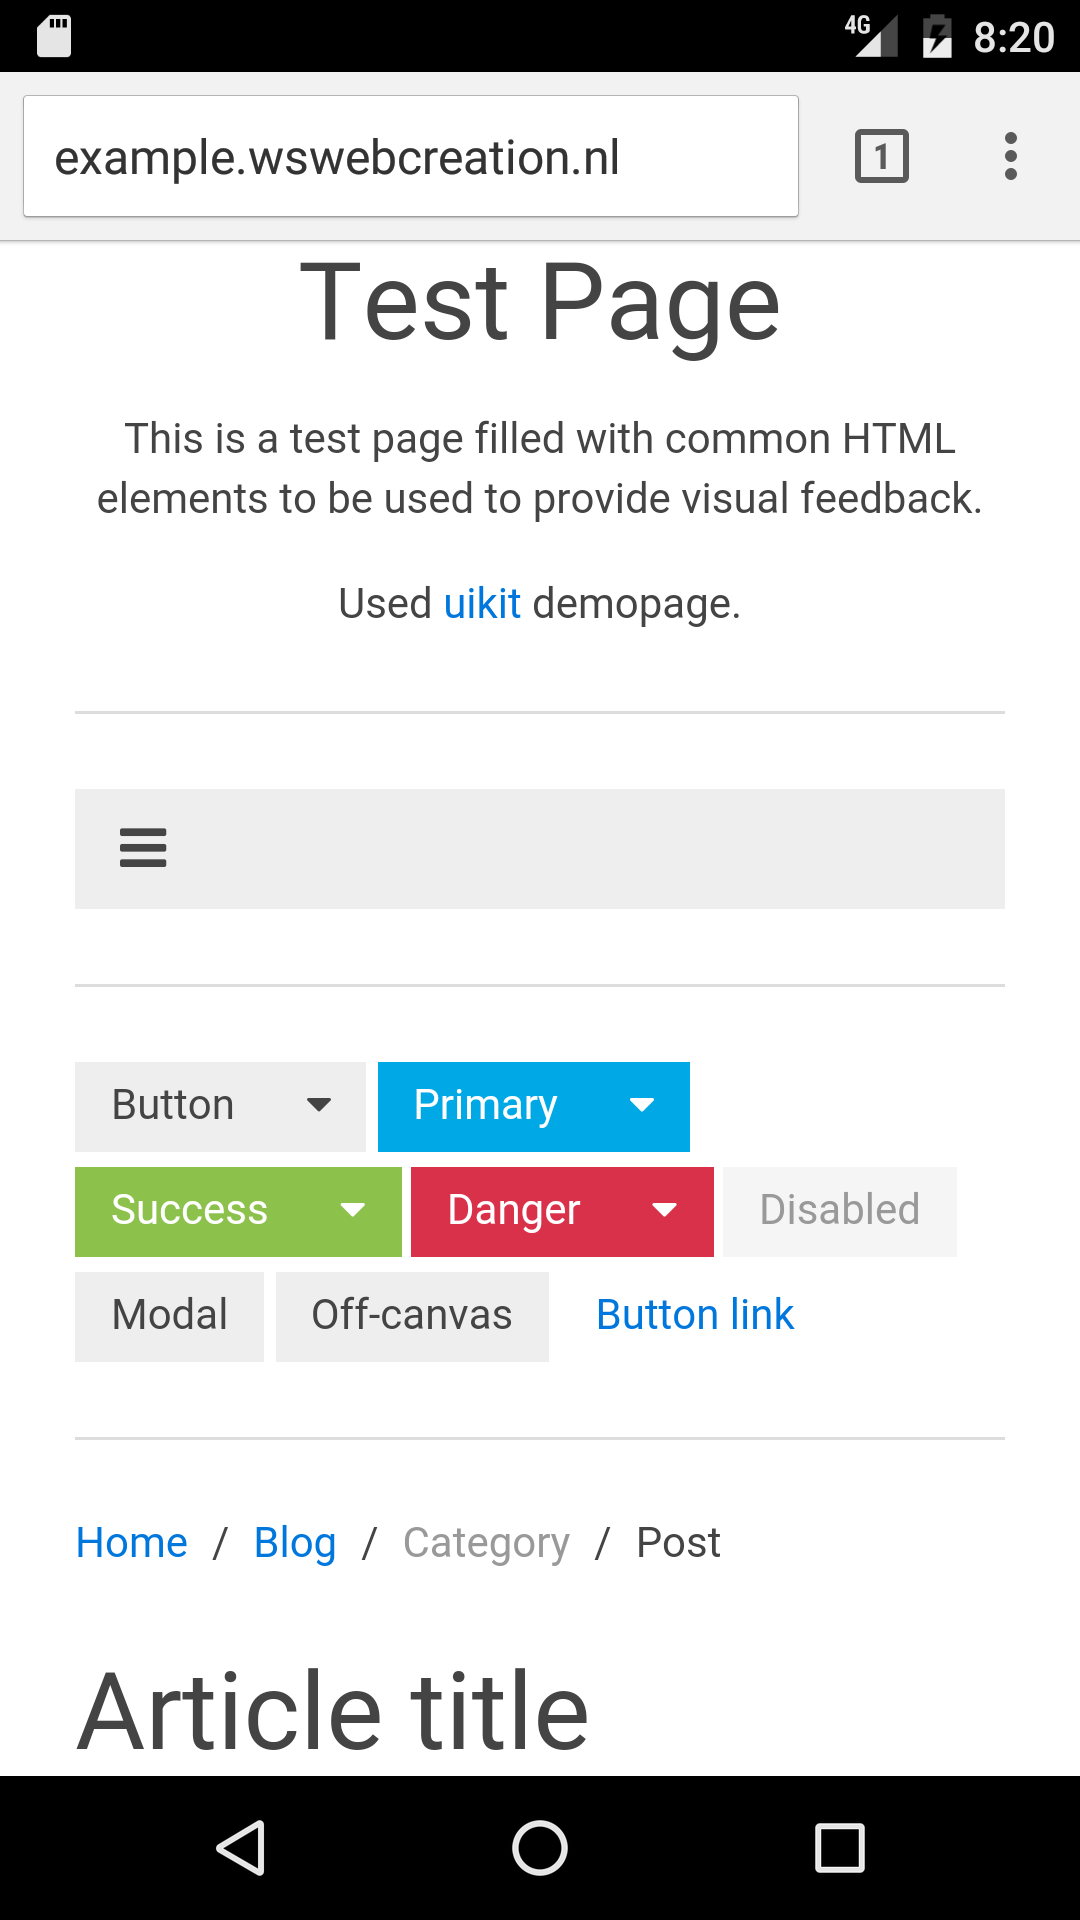 4G 8:20
example.wswebcreation.nl 1
Test Page
This is a test page filled with common HTML
elements to be used to provide visual feedback.
Used uikit demopage.
Button Primary
Success Danger Disabled
Modal Off-canvas Button link
Home / Blog / Category / Post
Article title